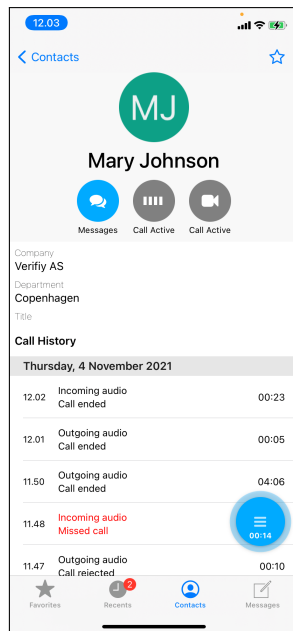 12.03
Contacts
MJ
Mary Johnson
Messages
Call Active
Call Active
Company
Verifiy AS
Department
Copenhagen
Title
Call History
Thursday, 4 November 2021
12.02 Incoming audio
Call ended 00:23
12.01 Outgoing audio
Call ended 00:05
11.50 Outgoing audio
Call ended 04:06
11.48 Incoming audio
Missed call
00:14
11.47 Outgoing audio
Call rejected 00:10
2
Favorites
Recents
Contacts
Messages